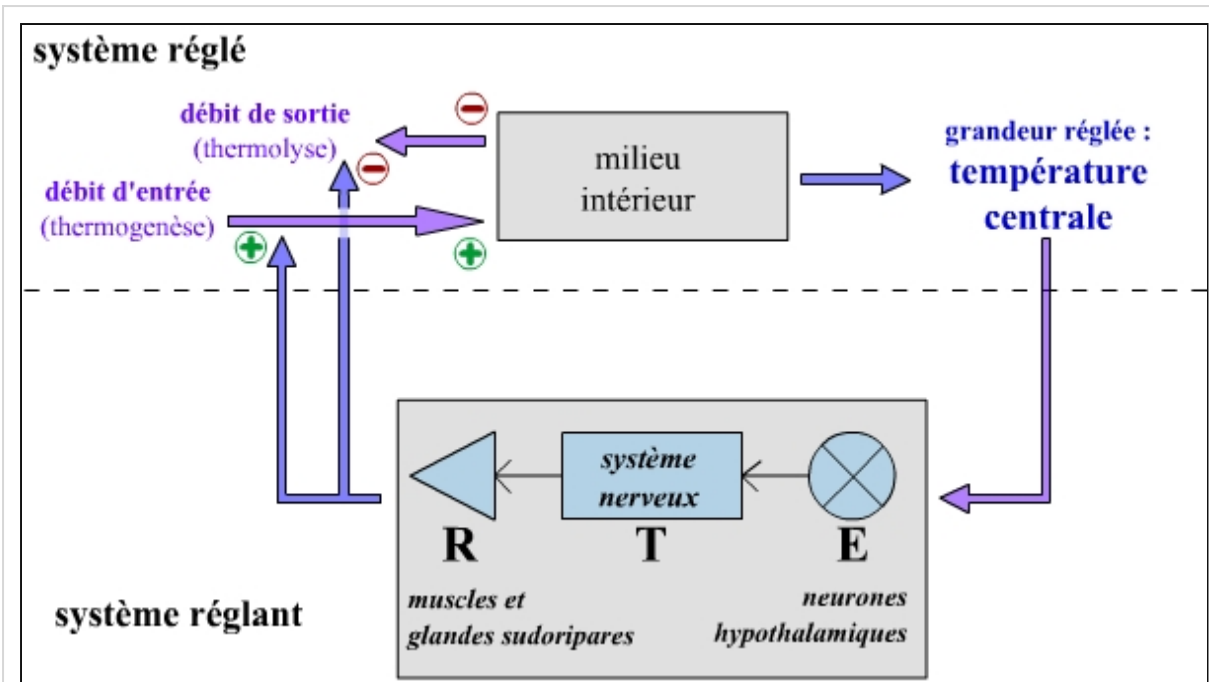 système réglé
débit de sortie
(thermolyse)
débit d'entrée
(thermogenèse)
milieu
intérieur
grandeur réglée :
température
centrale
système
nerveux
R
T
E
muscles et
glandes sudoripares
neurones
hypothalamiques
système réglant